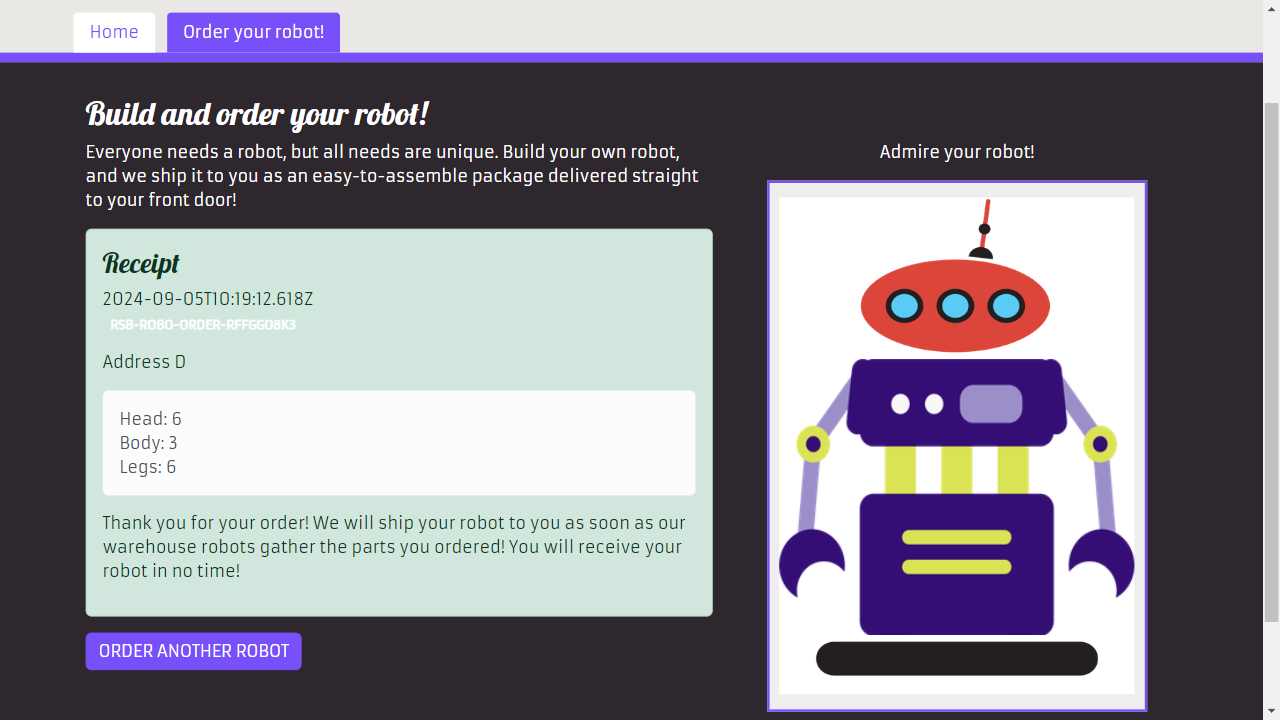 Home
Order your robot!
Build and order your robot!
Everyone needs a robot, but all needs are unique. Build your own robot,
and we ship it to you as an easy-to-assemble package delivered straight
to your front door!
Receipt
2024-09-05T10:19:12.618Z
RSB-ROBO-ORDER-RFFGGO8K3
Address D
Head: 6
Body: 3
Legs: 6
Thank you for your order! We will ship your robot to you as soon as our
warehouse robots gather the parts you ordered! You will receive your
robot in no time!
ORDER ANOTHER ROBOT
Admire your robot!